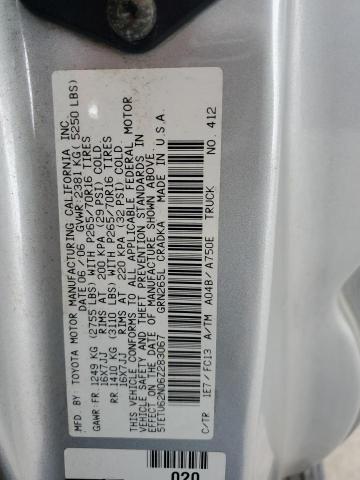 MFD BY: TOYOTA MOTOR MANUFACTURING CALIFORNIA INC.
DATE 06/06 GVWR 2381 KG( 5250 LBS)
GAWR: FR 1249 KG (2755 LBS) WITH P265/70R16 TIRES
16X7JJ RIMS AT 200 KPA (29 PSI) COLD.
RR 1410 KG (3110 LBS) WITH P265/70R16 TIRES
16X7JJ RIMS AT 220 KPA (32 PSI) COLD.
THIS VEHICLE CONFORMS TO ALL APPLICABLE FEDERAL MOTOR
VEHICLE SAFETY AND THEFT PREVENTION STANDARDS IN
EFFECT ON THE DATE OF MANUFACTURE SHOWN ABOVE.
5TETU62N06Z283067 GRN265L CRADKA MADE IN U.S.A.
C/TR 1E7/FC13 A/TM A04B/A750E TRUCK
NO. 412
020